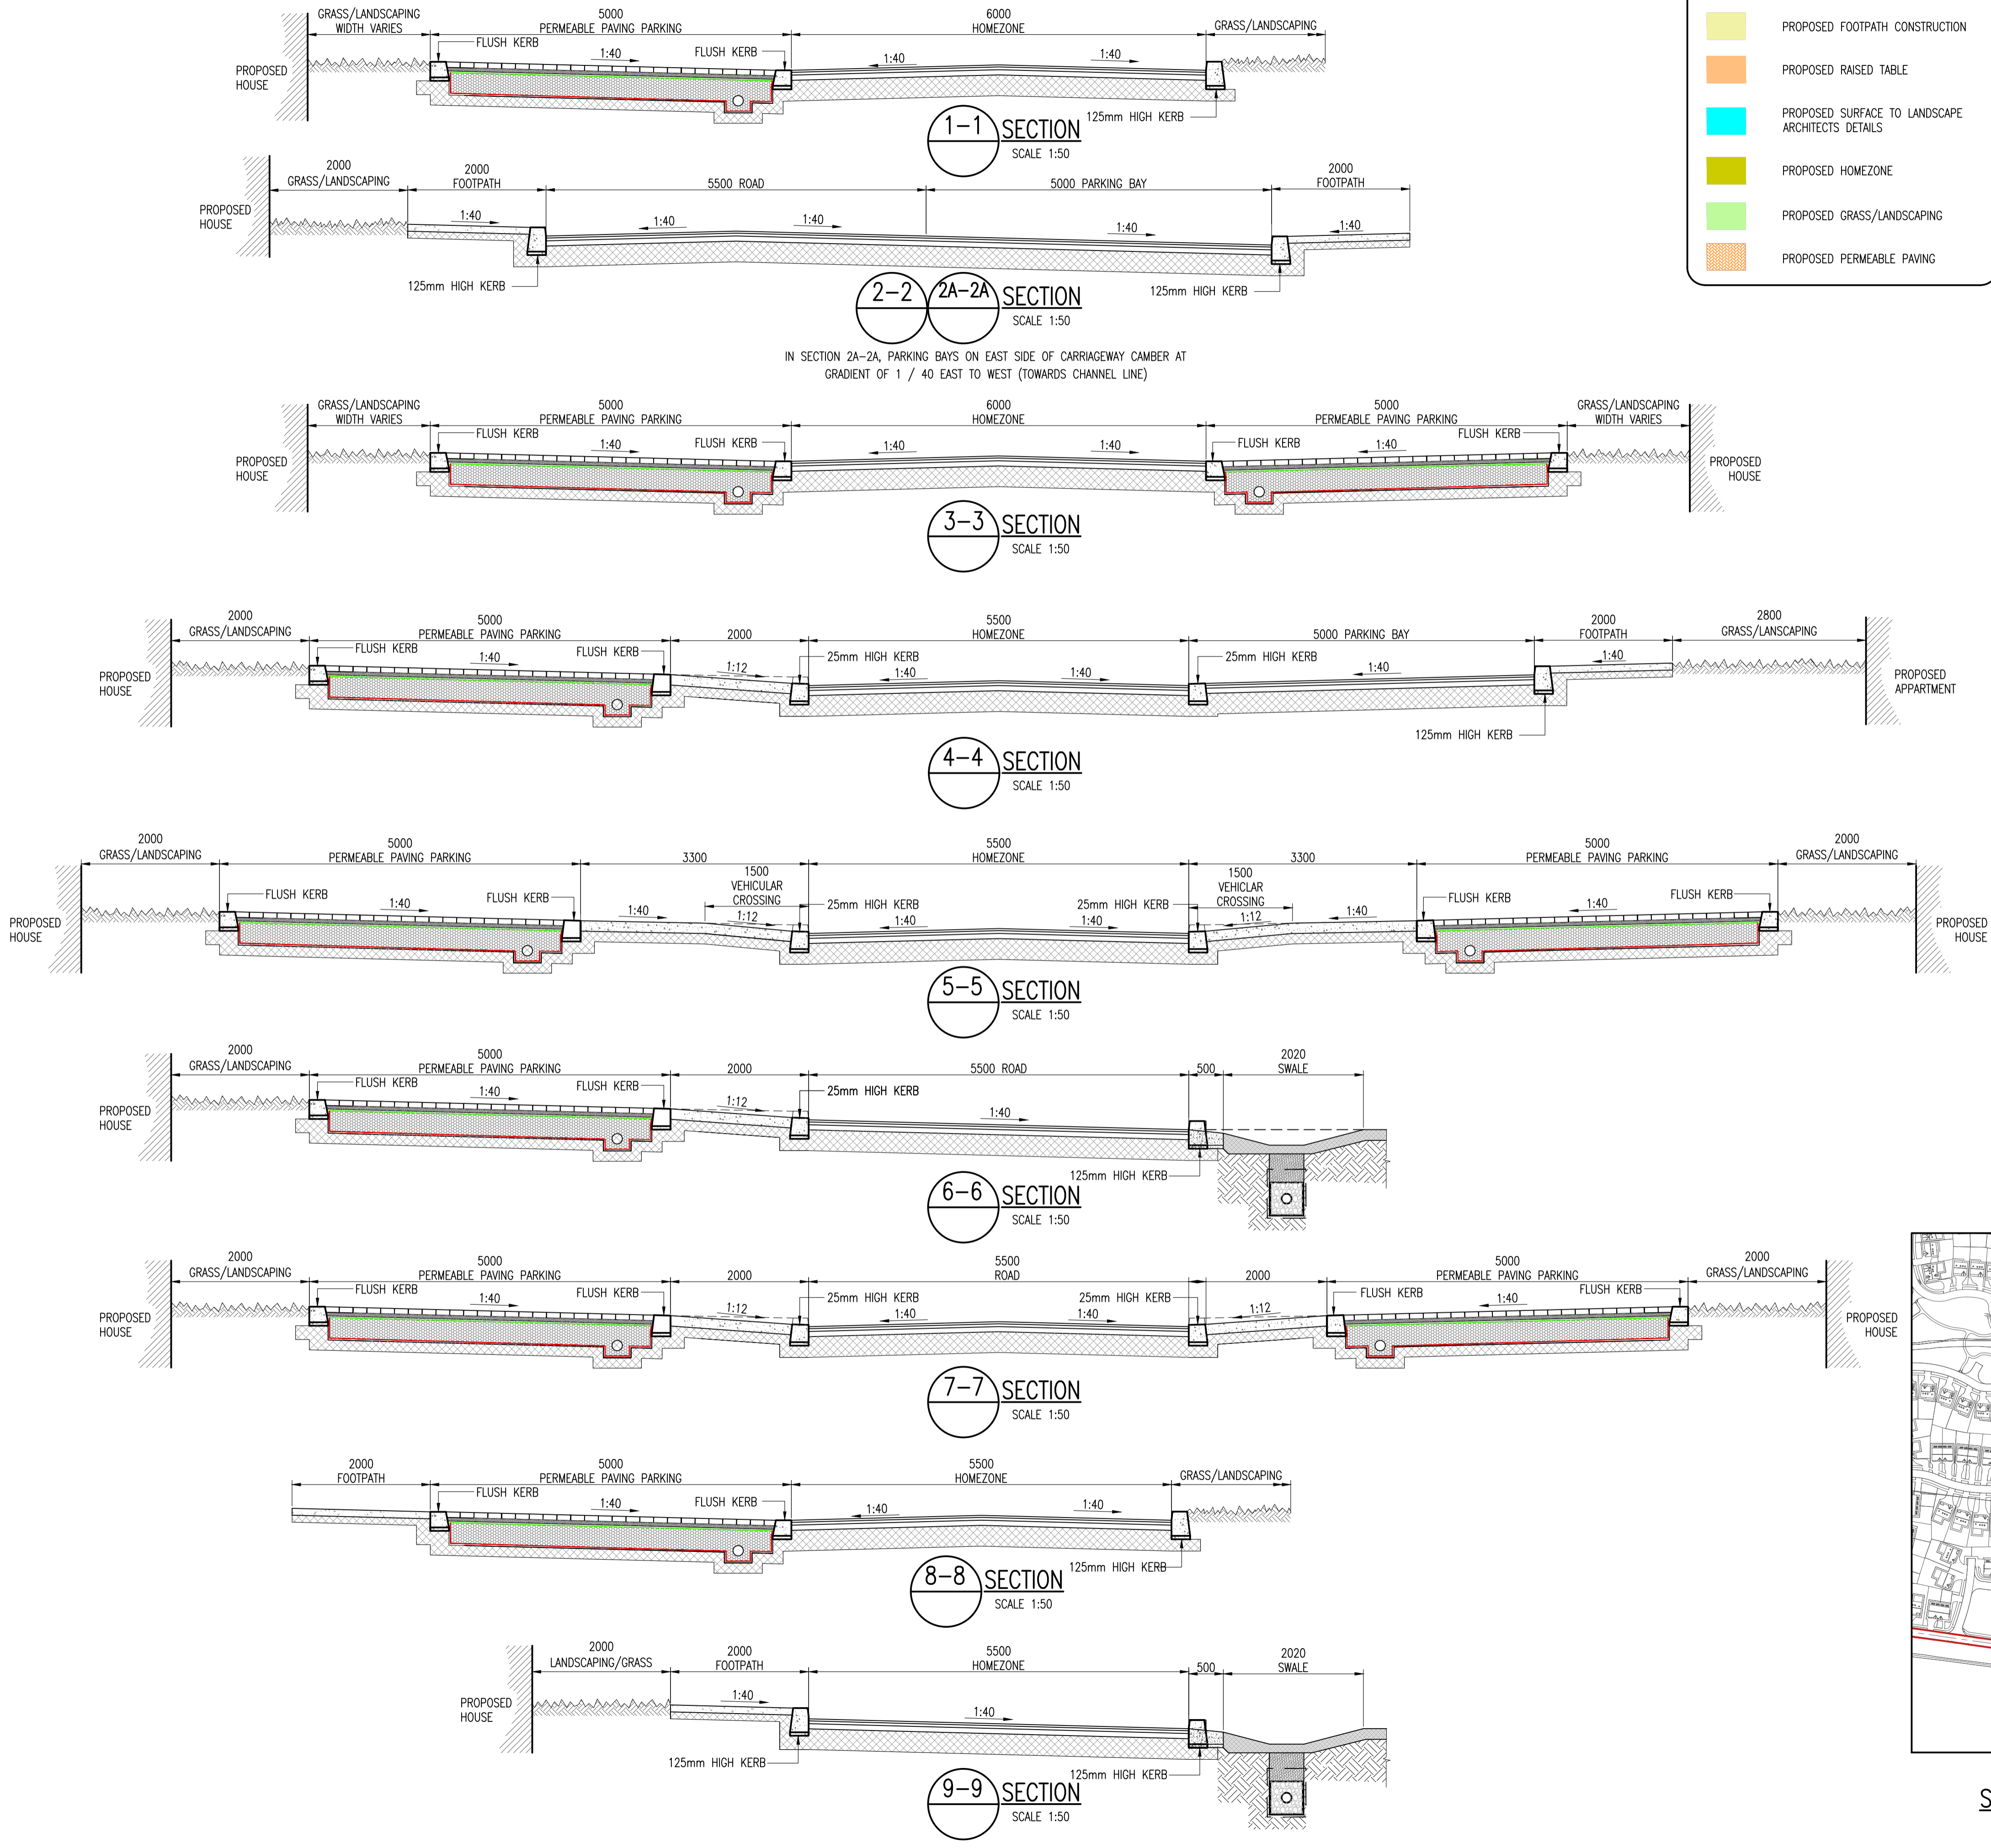 GRASS/LANDSCAPING
WIDTH VARIES
5000
PERMEABLE PAVING PARKING
6000
HOMEZONE
GRASS/LANDSCAPING
FLUSH KERB
1:40
FLUSH KERB
1:40
1:40
PROPOSED
HOUSE
125mm HIGH KERB
1-1 SECTION
SCALE 1:50
2000
GRASS/LANDSCAPING
2000
FOOTPATH
5500 ROAD
5000 PARKING BAY
2000
FOOTPATH
PROPOSED
HOUSE
1:40
1:40
1:40
1:40
1:40
125mm HIGH KERB
125mm HIGH KERB
2-2 2A-2A SECTION
SCALE 1:50
IN SECTION 2A-2A, PARKING BAYS ON EAST SIDE OF CARRIAGEWAY CAMBER AT
GRADIENT OF 1 / 40 EAST TO WEST (TOWARDS CHANNEL LINE)
GRASS/LANDSCAPING
WIDTH VARIES
5000
PERMEABLE PAVING PARKING
6000
HOMEZONE
5000
PERMEABLE PAVING PARKING
GRASS/LANDSCAPING
WIDTH VARIES
FLUSH KERB
1:40
FLUSH KERB
1:40
1:40
FLUSH KERB
1:40
FLUSH KERB
PROPOSED
HOUSE
PROPOSED
HOUSE
3-3 SECTION
SCALE 1:50
2000
GRASS/LANDSCAPING
5000
PERMEABLE PAVING PARKING
2000
5500
HOMEZONE
5000 PARKING BAY
2000
FOOTPATH
2800
GRASS/LANSCAPING
FLUSH KERB
1:40
FLUSH KERB
1:12
25mm HIGH KERB
1:40
1:40
25mm HIGH KERB
1:40
1:40
PROPOSED
HOUSE
PROPOSED
APPARTMENT
125mm HIGH KERB
4-4 SECTION
SCALE 1:50
2000
GRASS/LANDSCAPING
5000
PERMEABLE PAVING PARKING
3300
1500
VEHICULAR
CROSSING
5500
HOMEZONE
3300
1500
VEHICLAR
CROSSING
5000
PERMEABLE PAVING PARKING
2000
GRASS/LANDSCAPING
FLUSH KERB
1:40
FLUSH KERB
1:40
1:12
25mm HIGH KERB
1:40
1:40
25mm HIGH KERB
1:12
1:40
FLUSH KERB
1:40
FLUSH KERB
PROPOSED
HOUSE
PROPOSED
HOUSE
5-5 SECTION
SCALE 1:50
2000
GRASS/LANDSCAPING
5000
PERMEABLE PAVING PARKING
2000
5500 ROAD
500
2020
SWALE
FLUSH KERB
1:40
FLUSH KERB
1:12
25mm HIGH KERB
1:40
PROPOSED
HOUSE
125mm HIGH KERB
6-6 SECTION
SCALE 1:50
2000
GRASS/LANDSCAPING
5000
PERMEABLE PAVING PARKING
2000
5500
ROAD
2000
5000
PERMEABLE PAVING PARKING
2000
GRASS/LANDSCAPING
FLUSH KERB
1:40
FLUSH KERB
1:12
25mm HIGH KERB
1:40
1:40
25mm HIGH KERB
1:12
FLUSH KERB
1:40
FLUSH KERB
PROPOSED
HOUSE
PROPOSED
HOUSE
7-7 SECTION
SCALE 1:50
2000
FOOTPATH
5000
PERMEABLE PAVING PARKING
5500
HOMEZONE
GRASS/LANDSCAPING
FLUSH KERB
1:40
FLUSH KERB
1:40
1:40
125mm HIGH KERB
8-8 SECTION
SCALE 1:50
2000
LANDSCAPING/GRASS
2000
FOOTPATH
5500
HOMEZONE
500
2020
SWALE
PROPOSED
HOUSE
1:40
1:40
125mm HIGH KERB
125mm HIGH KERB
9-9 SECTION
SCALE 1:50
PROPOSED FOOTPATH CONSTRUCTION
PROPOSED RAISED TABLE
PROPOSED SURFACE TO LANDSCAPE
ARCHITECTS DETAILS
PROPOSED HOMEZONE
PROPOSED GRASS/LANDSCAPING
PROPOSED PERMEABLE PAVING
S